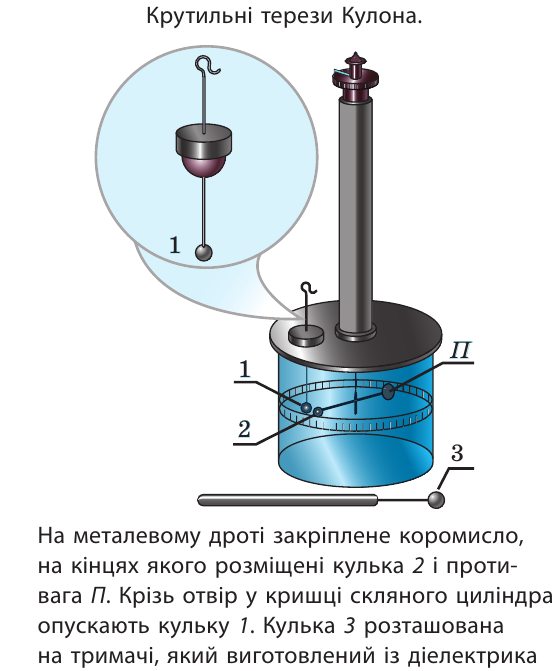 Крутильні терези Кулона.
1
1
П
2
3
На металевому дроті закріплене коромисло,
на кінцях якого розміщені кулька 2 і проти-
вага П. Крізь отвір у кришці скляного циліндра
опускають кульку 1. Кулька 3 розташована
на тримачі, який виготовлений із діелектрика